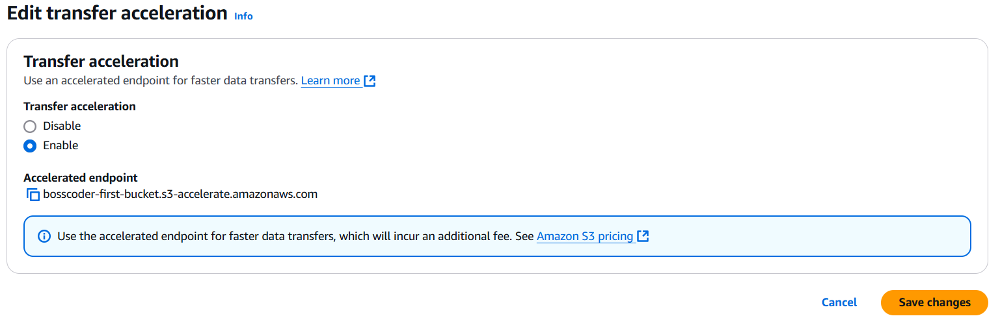 Edit transfer acceleration Info
Transfer acceleration
Use an accelerated endpoint for faster data transfers. Learn more
Transfer acceleration
Disable
Enable
Accelerated endpoint
bosscoder-first-bucket.s3-accelerate.amazonaws.com
Use the accelerated endpoint for faster data transfers, which will incur an additional fee. See Amazon S3 pricing
Cancel Save changes